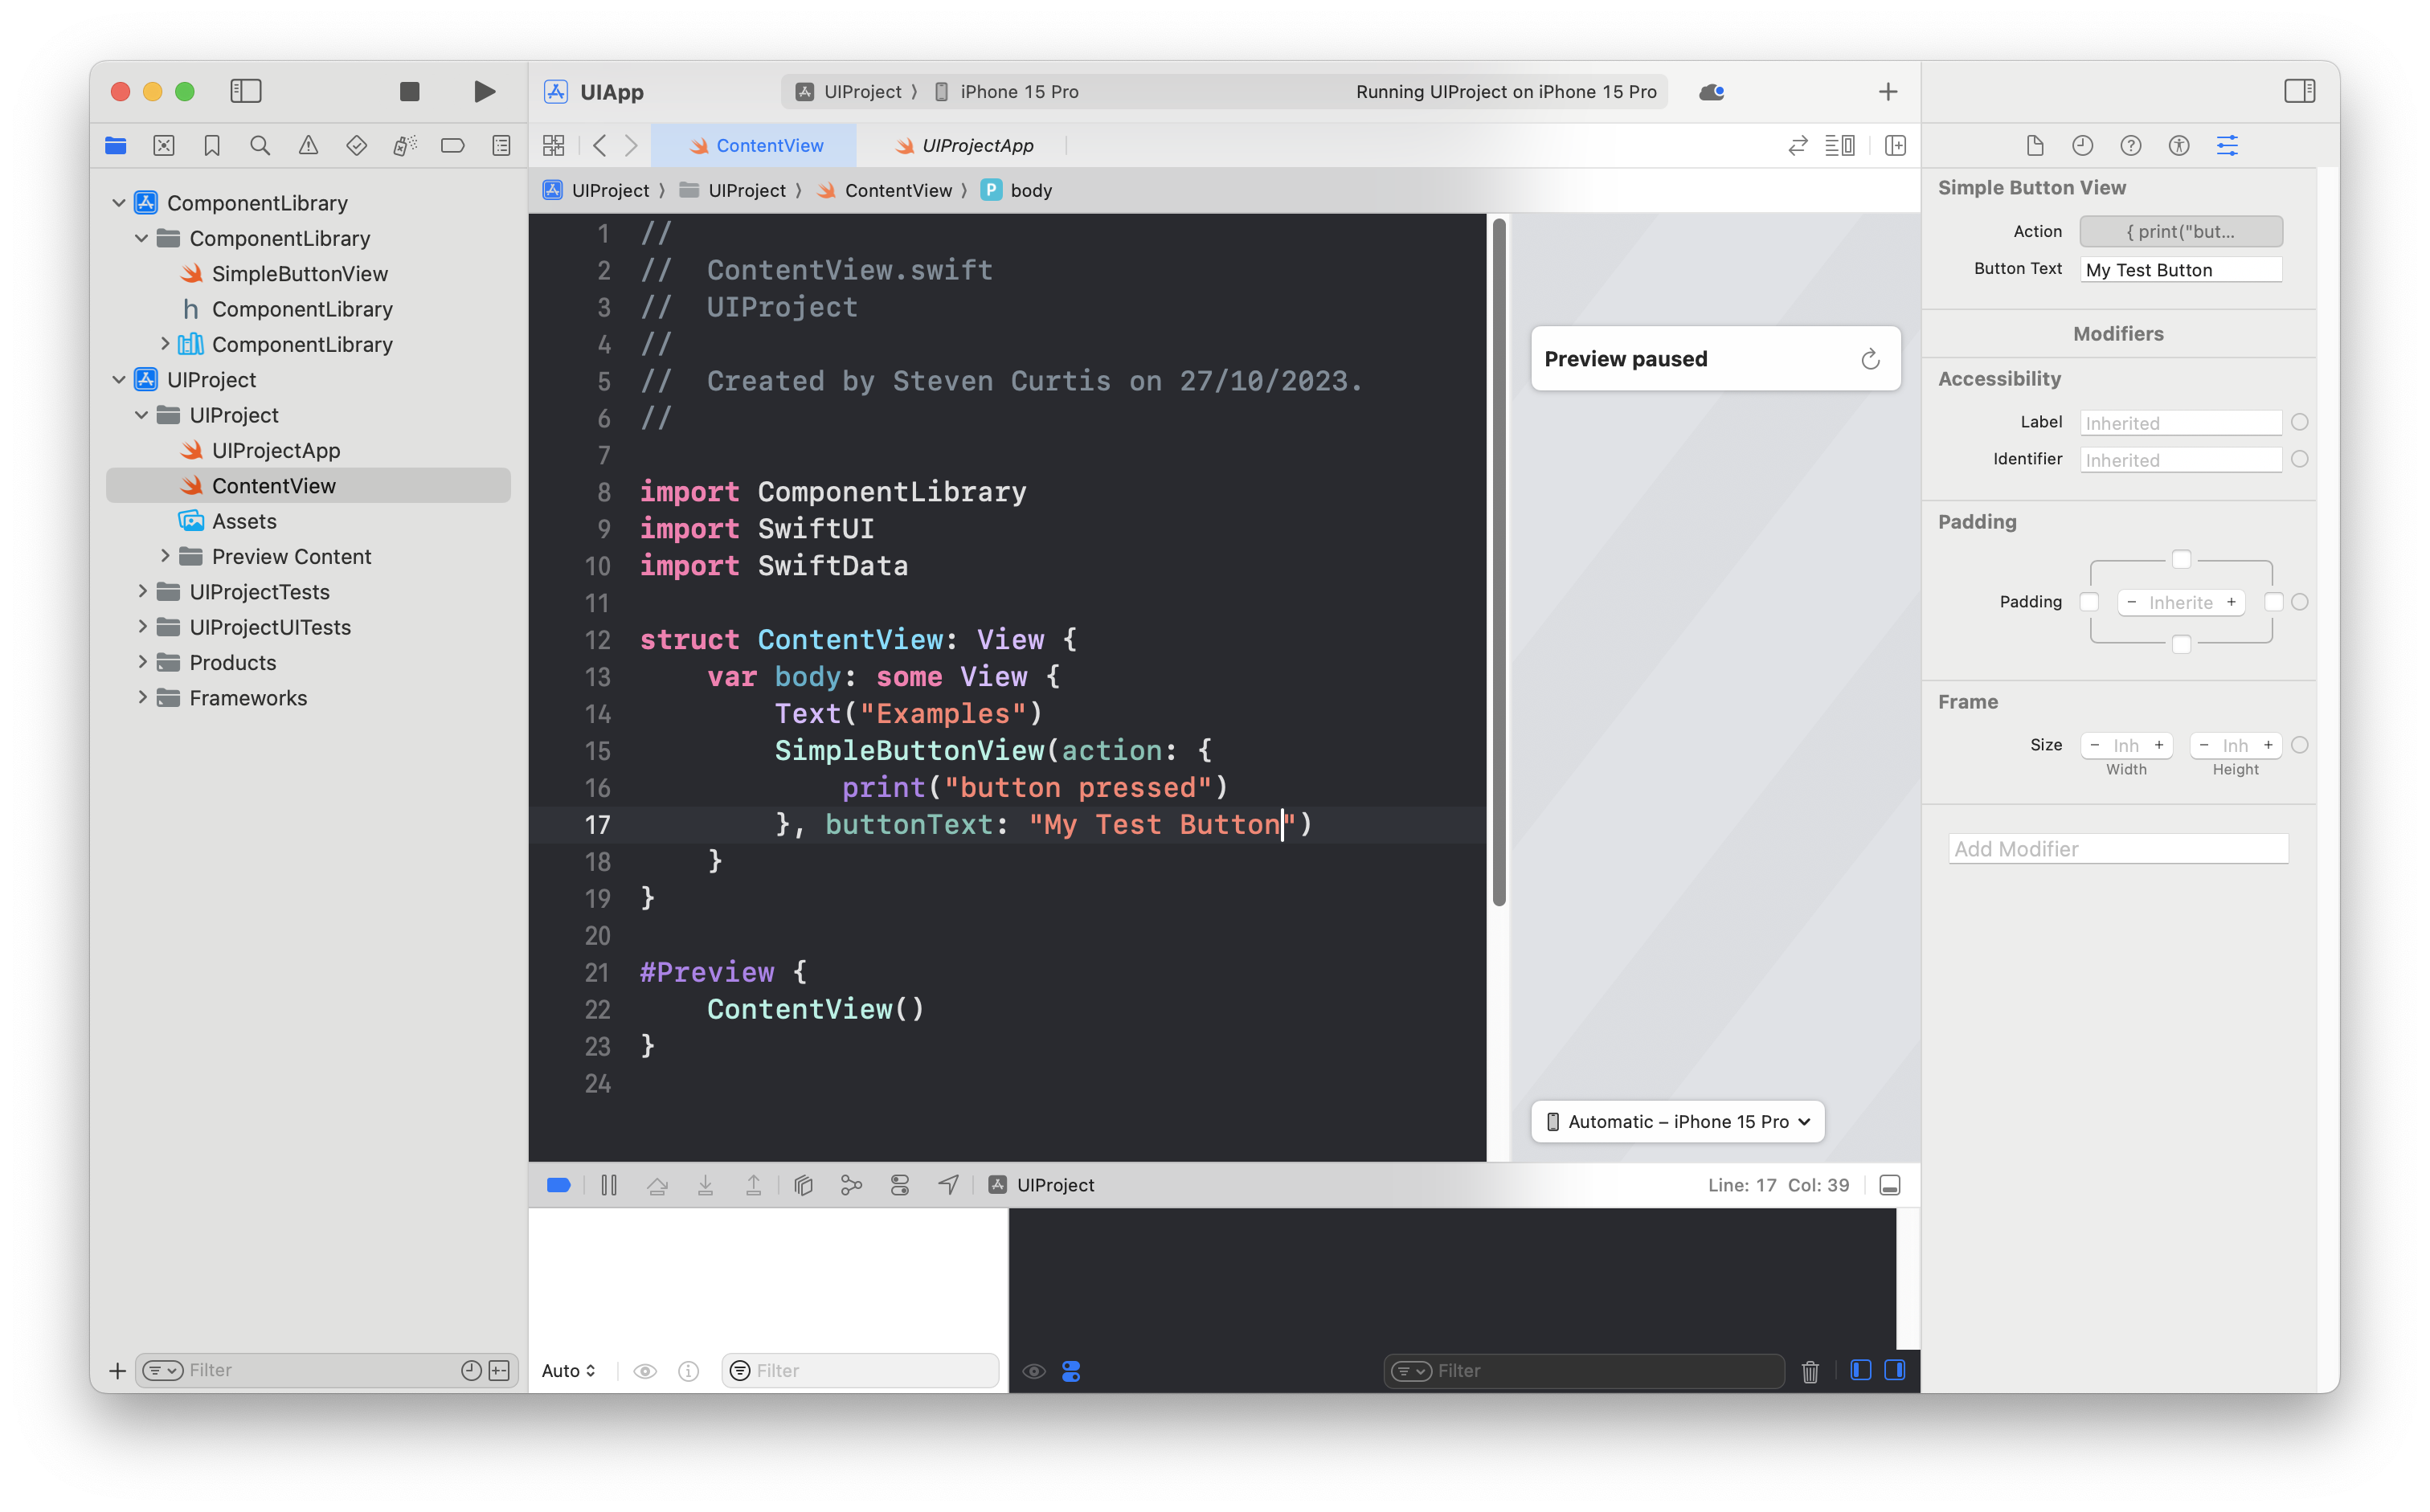 UIApp
UIProject 〉 iPhone 15 Pro
Running UIProject on iPhone 15 Pro
ContentView
UIProjectApp
UIProject 〉 UIProject 〉 ContentView 〉 P body
ComponentLibrary
ComponentLibrary
SimpleButtonView
h ComponentLibrary
ComponentLibrary
UIProject
UIProject
UIProjectApp
ContentView
Assets
Preview Content
UIProjectTests
UIProjectUITests
Products
Frameworks
Filter
1 //
2 //  ContentView.swift
3 //  UIProject
4 //
5 //  Created by Steven Curtis on 27/10/2023.
6 //
7
8 import ComponentLibrary
9 import SwiftUI
10 import SwiftData
11
12 struct ContentView: View {
13     var body: some View {
14         Text("Examples")
15         SimpleButtonView(action: {
16             print("button pressed")
17         }, buttonText: "My Test Button")
18     }
19 }
20
21 #Preview {
22     ContentView()
23 }
24
Preview paused
Automatic – iPhone 15 Pro
UIProject
Line: 17 Col: 39
Auto
Filter
Filter
Simple Button View
Action { print("but...
Button Text My Test Button
Modifiers
Accessibility
Label Inherited
Identifier Inherited
Padding
Padding − Inherite +
Frame
Size − Inh + − Inh +
Width Height
Add Modifier